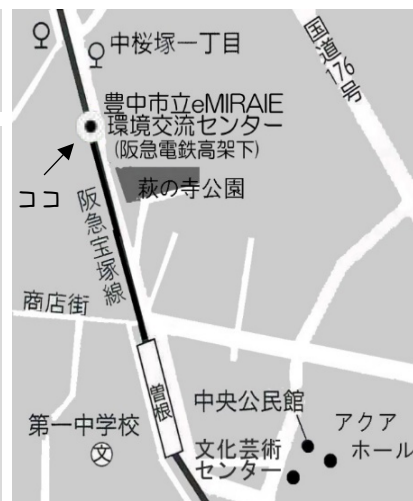 中桜塚一丁目
国道176号
豊中市立eMIRAIE
環境交流センター
(阪急電鉄高架下)
ココ
萩の寺公園
阪急宝塚線
商店街
曽根
中央公民館
第一中学校
文
アクア
ホール
文化芸術
センター